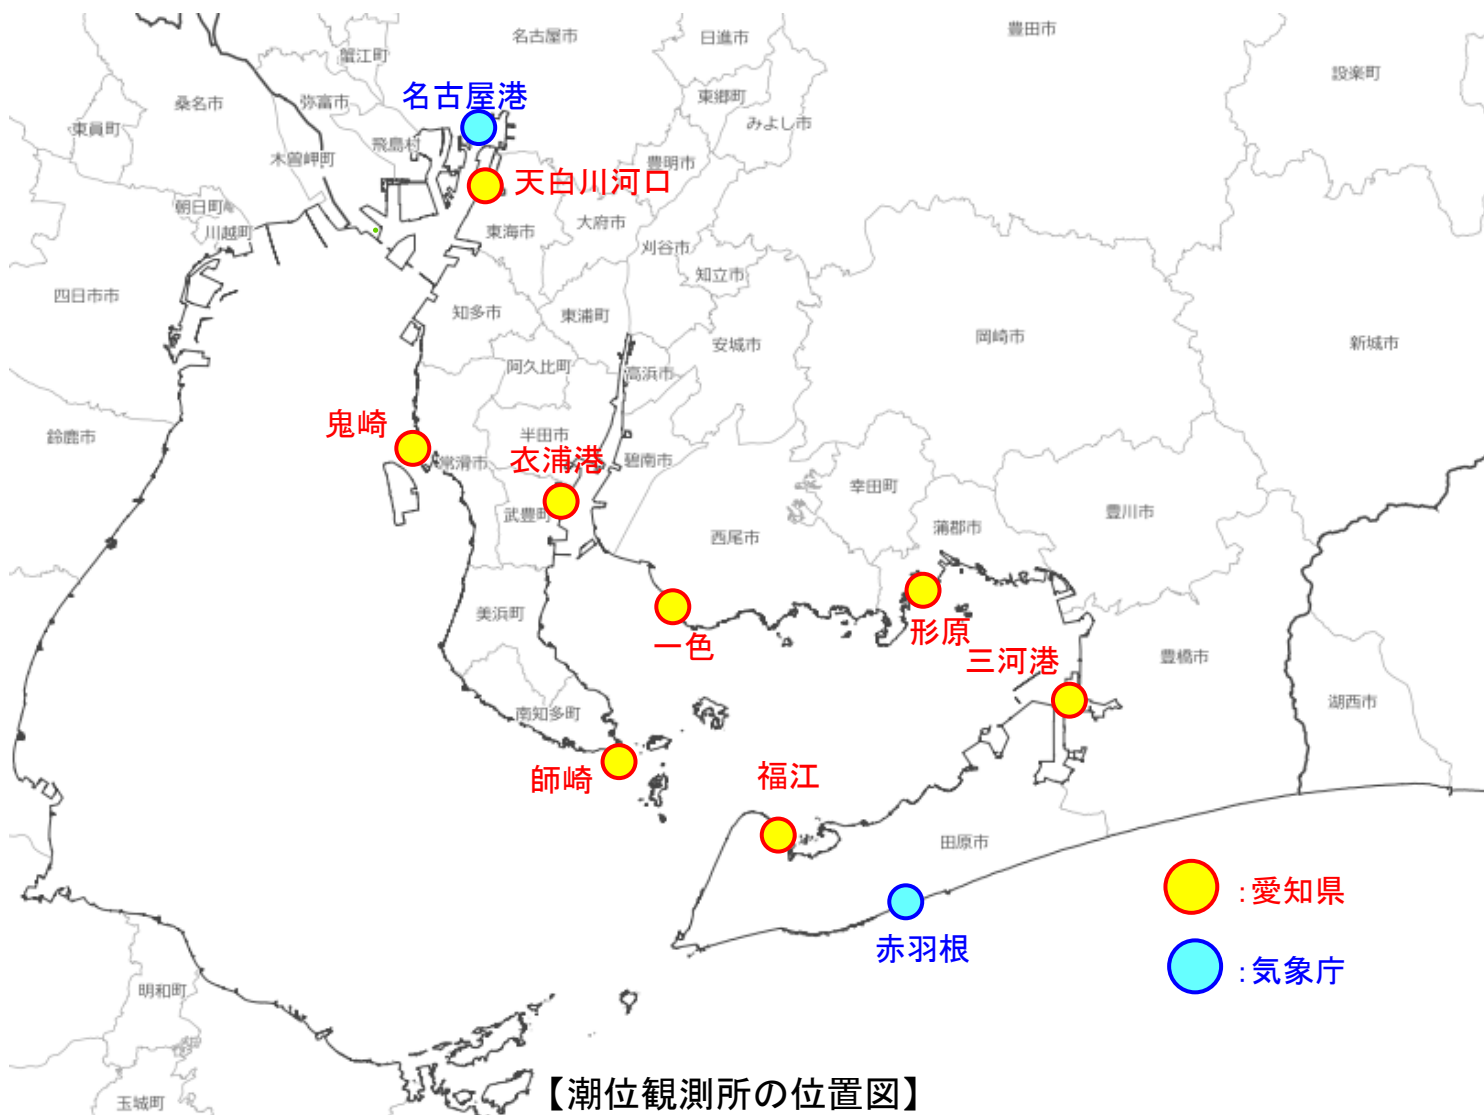 名古屋市
日進市
豊田市
蟹江町
設楽町
桑名市
弥富市
名古屋港
東郷町
東員町
みよし市
飛島村
木曽岬町
豊明市
天白川河口
朝日町
川越町
東海市
大府市
刈谷市
知立市
四日市市
知多市
東浦町
安城市
岡崎市
新城市
阿久比町
高浜市
鬼崎
鈴鹿市
半田市
常滑市
衣浦港
碧南市
幸田町
武豊町
西尾市
蒲郡市
豊川市
美浜町
一色
形原
三河港
豊橋市
湖西市
南知多町
師崎
福江
田原市
:愛知県
赤羽根
:気象庁
明和町
玉城町
【潮位観測所の位置図】